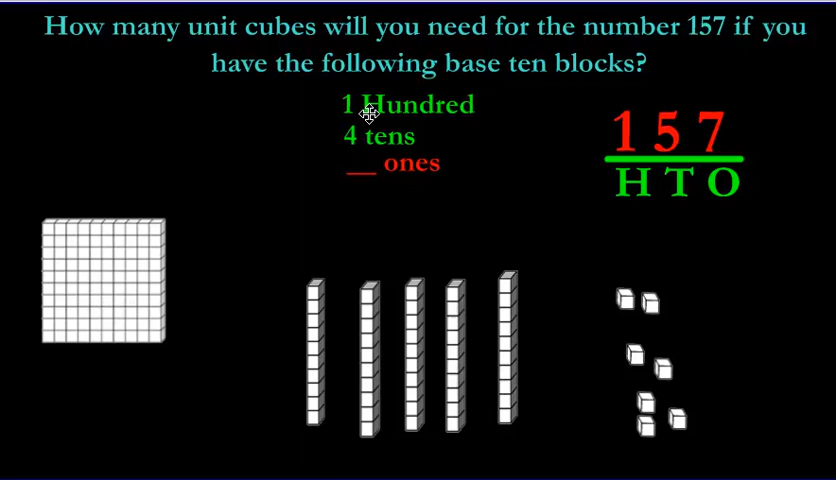 How many unit cubes will you need for the number 157 if you
have the following base ten blocks?
1 Hundred
4 tens
__ ones
1 5 7
H T O